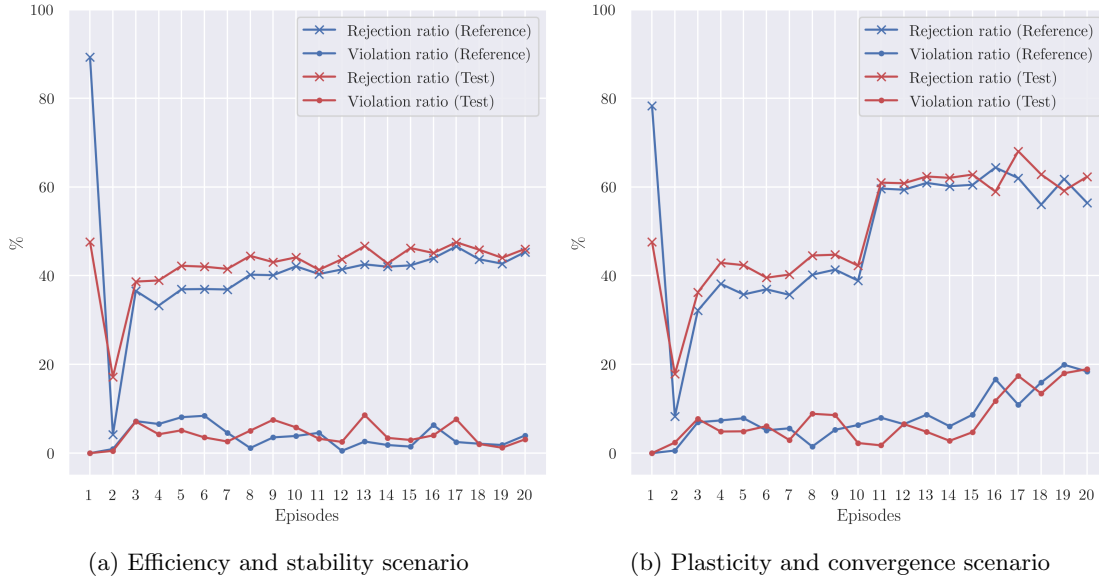 100
80
60
40
20
0
%
Rejection ratio (Reference)
Violation ratio (Reference)
Rejection ratio (Test)
Violation ratio (Test)
1 2 3 4 5 6 7 8 9 10 11 12 13 14 15 16 17 18 19 20
Episodes
(a) Efficiency and stability scenario
100
80
60
40
20
0
%
Rejection ratio (Reference)
Violation ratio (Reference)
Rejection ratio (Test)
Violation ratio (Test)
1 2 3 4 5 6 7 8 9 10 11 12 13 14 15 16 17 18 19 20
Episodes
(b) Plasticity and convergence scenario